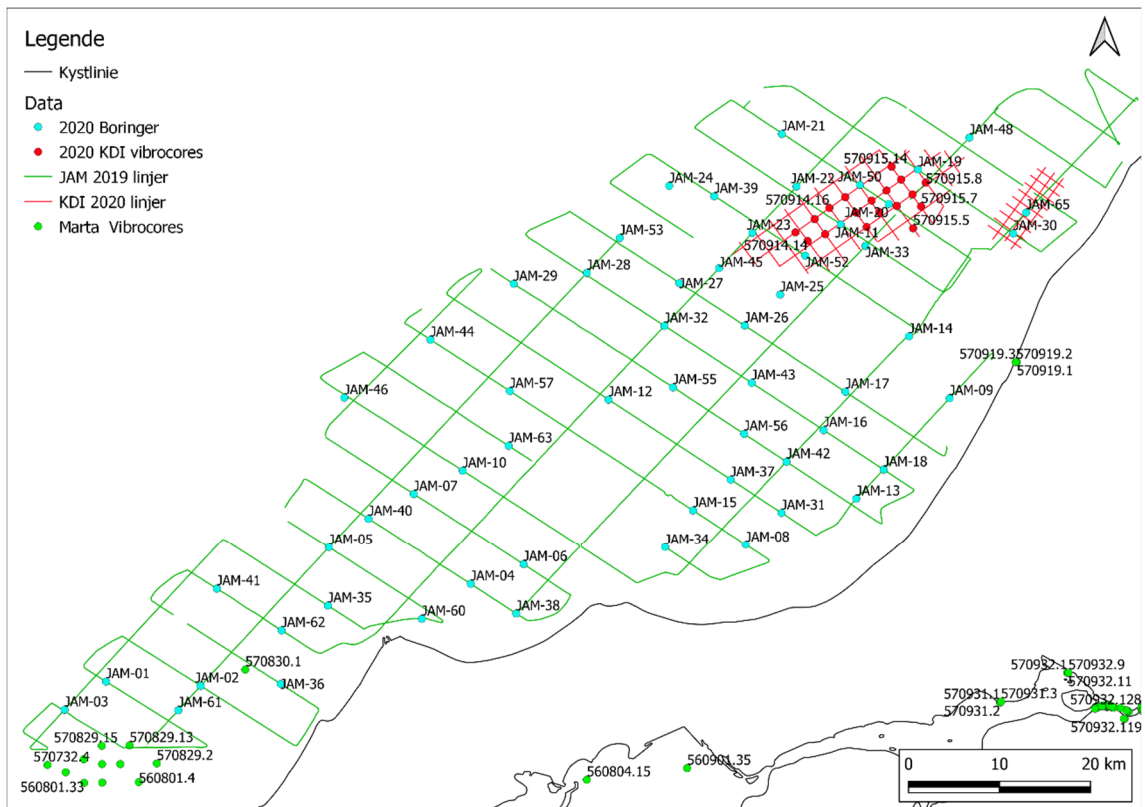 Legende
Kystlinie
Data
2020 Boringer
2020 KDI vibrocores
JAM 2019 linjer
KDI 2020 linjer
Marta Vibrocores
JAM-21
JAM-48
570915.14
JAM-19
JAM-24
JAM-22
JAM-50
570915.8
JAM-39
570914.16
570915.7
JAM-65
JAM-20
570915.5
JAM-23
JAM-11
JAM-30
JAM-53
570914.14
JAM-52
JAM-33
JAM-28
JAM-45
JAM-29
JAM-27
JAM-25
JAM-32
JAM-26
JAM-14
JAM-44
570919.3
570919.2
570919.1
JAM-57
JAM-55
JAM-43
JAM-17
JAM-46
JAM-12
JAM-09
JAM-56
JAM-16
JAM-63
JAM-42
JAM-10
JAM-37
JAM-18
JAM-07
JAM-13
JAM-40
JAM-15
JAM-31
JAM-05
JAM-34
JAM-08
JAM-06
JAM-41
JAM-04
JAM-35
JAM-38
JAM-60
JAM-62
570830.1
JAM-01
JAM-02
JAM-36
570932.1
570932.9
570932.11
JAM-03
JAM-61
570931.1
570931.3
570931.2
570932.128
570932.119
570829.15
570829.13
570732.4
570829.2
560801.33
560801.4
560804.15
560901.35
0 10 20 km